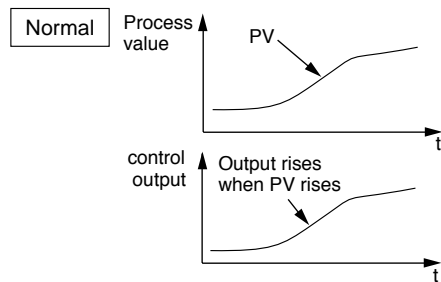 Normal
Process
value
PV
t
control
output
Output rises
when PV rises
t